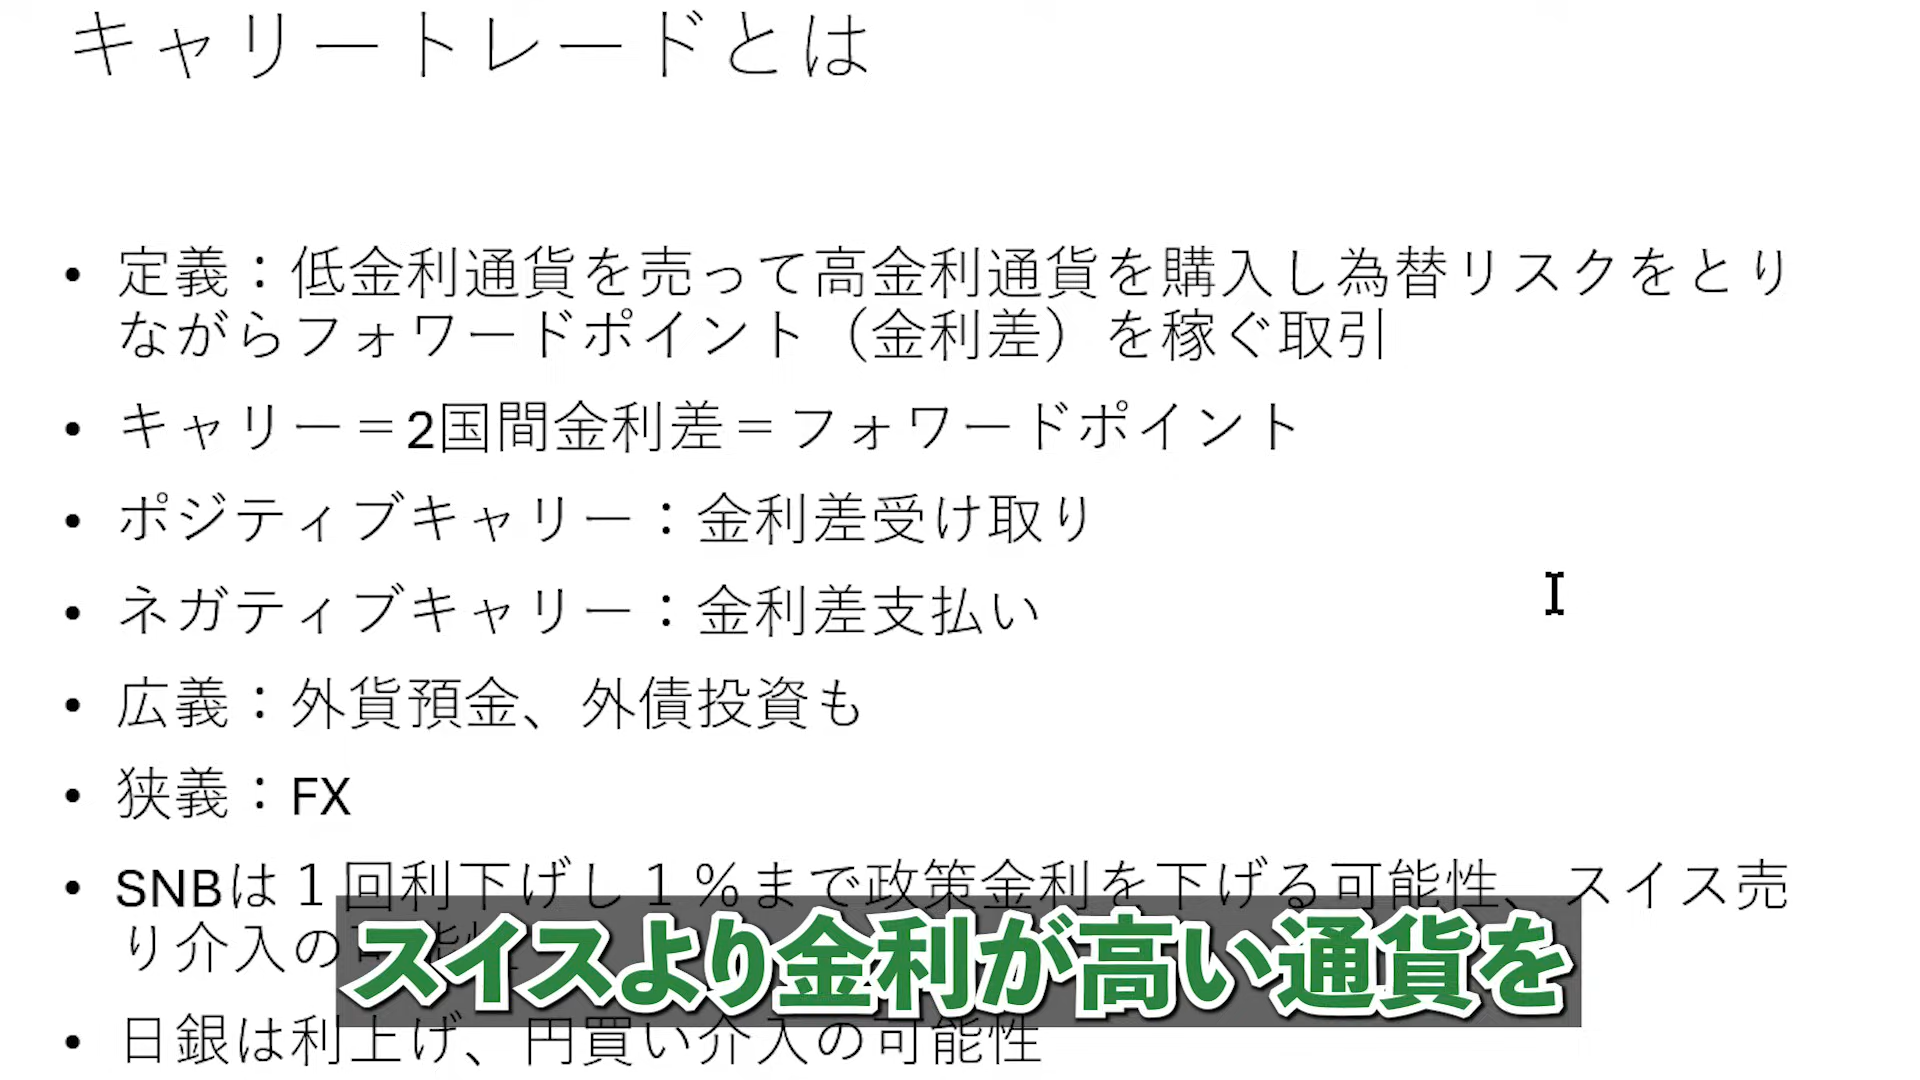 キャリートレードとは
• 定義：低金利通貨を売って高金利通貨を購入し為替リスクをとり
ながらフォワードポイント（金利差）を稼ぐ取引
• キャリー＝2国間金利差＝フォワードポイント
• ポジティブキャリー：金利差受け取り
• ネガティブキャリー：金利差支払い
• 広義：外貨預金、外債投資も
• 狭義：FX
• SNBは１回利下げし１％まで政策金利を下げる可能性、スイス売
り介入の
スイスより金利が高い通貨を
• 日銀は利上げ、円買い介入の可能性